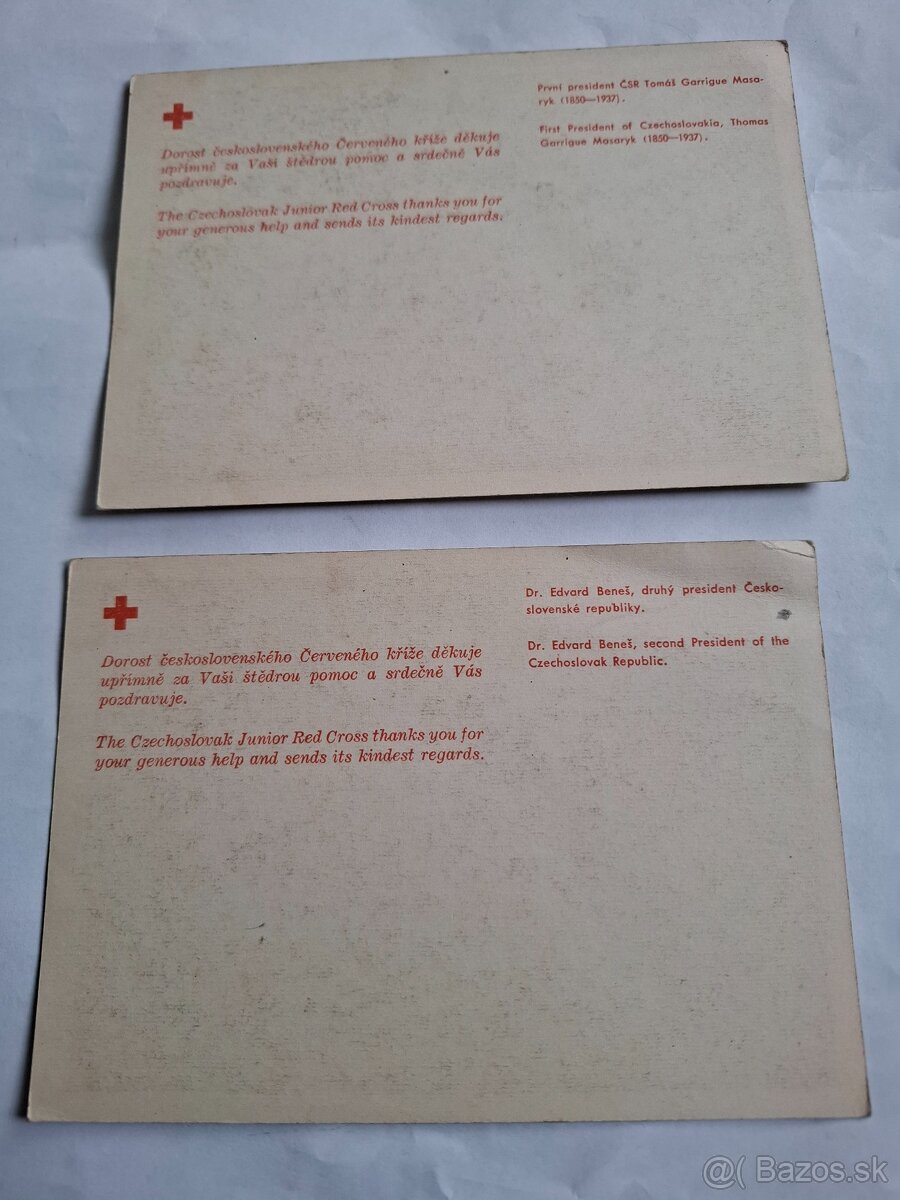 Dorost československého Červeného kříže děkuje
upřímně za Vaši štědrou pomoc a srdečně Vás
pozdravuje.
The Czechoslovak Junior Red Cross thanks you for
your generous help and sends its kindest regards.
První president ČSR Tomáš Garrigue Masa-
ryk (1850—1937).
First President of Czechoslovakia, Thomas
Garrigue Masaryk (1850—1937).
Dorost československého Červeného kříže děkuje
upřímně za Vaši štědrou pomoc a srdečně Vás
pozdravuje.
The Czechoslovak Junior Red Cross thanks you for
your generous help and sends its kindest regards.
Dr. Edvard Beneš, druhý president Česko-
slovenské republiky.
Dr. Edvard Beneš, second President of the
Czechoslovak Republic.
@( Bazos.sk